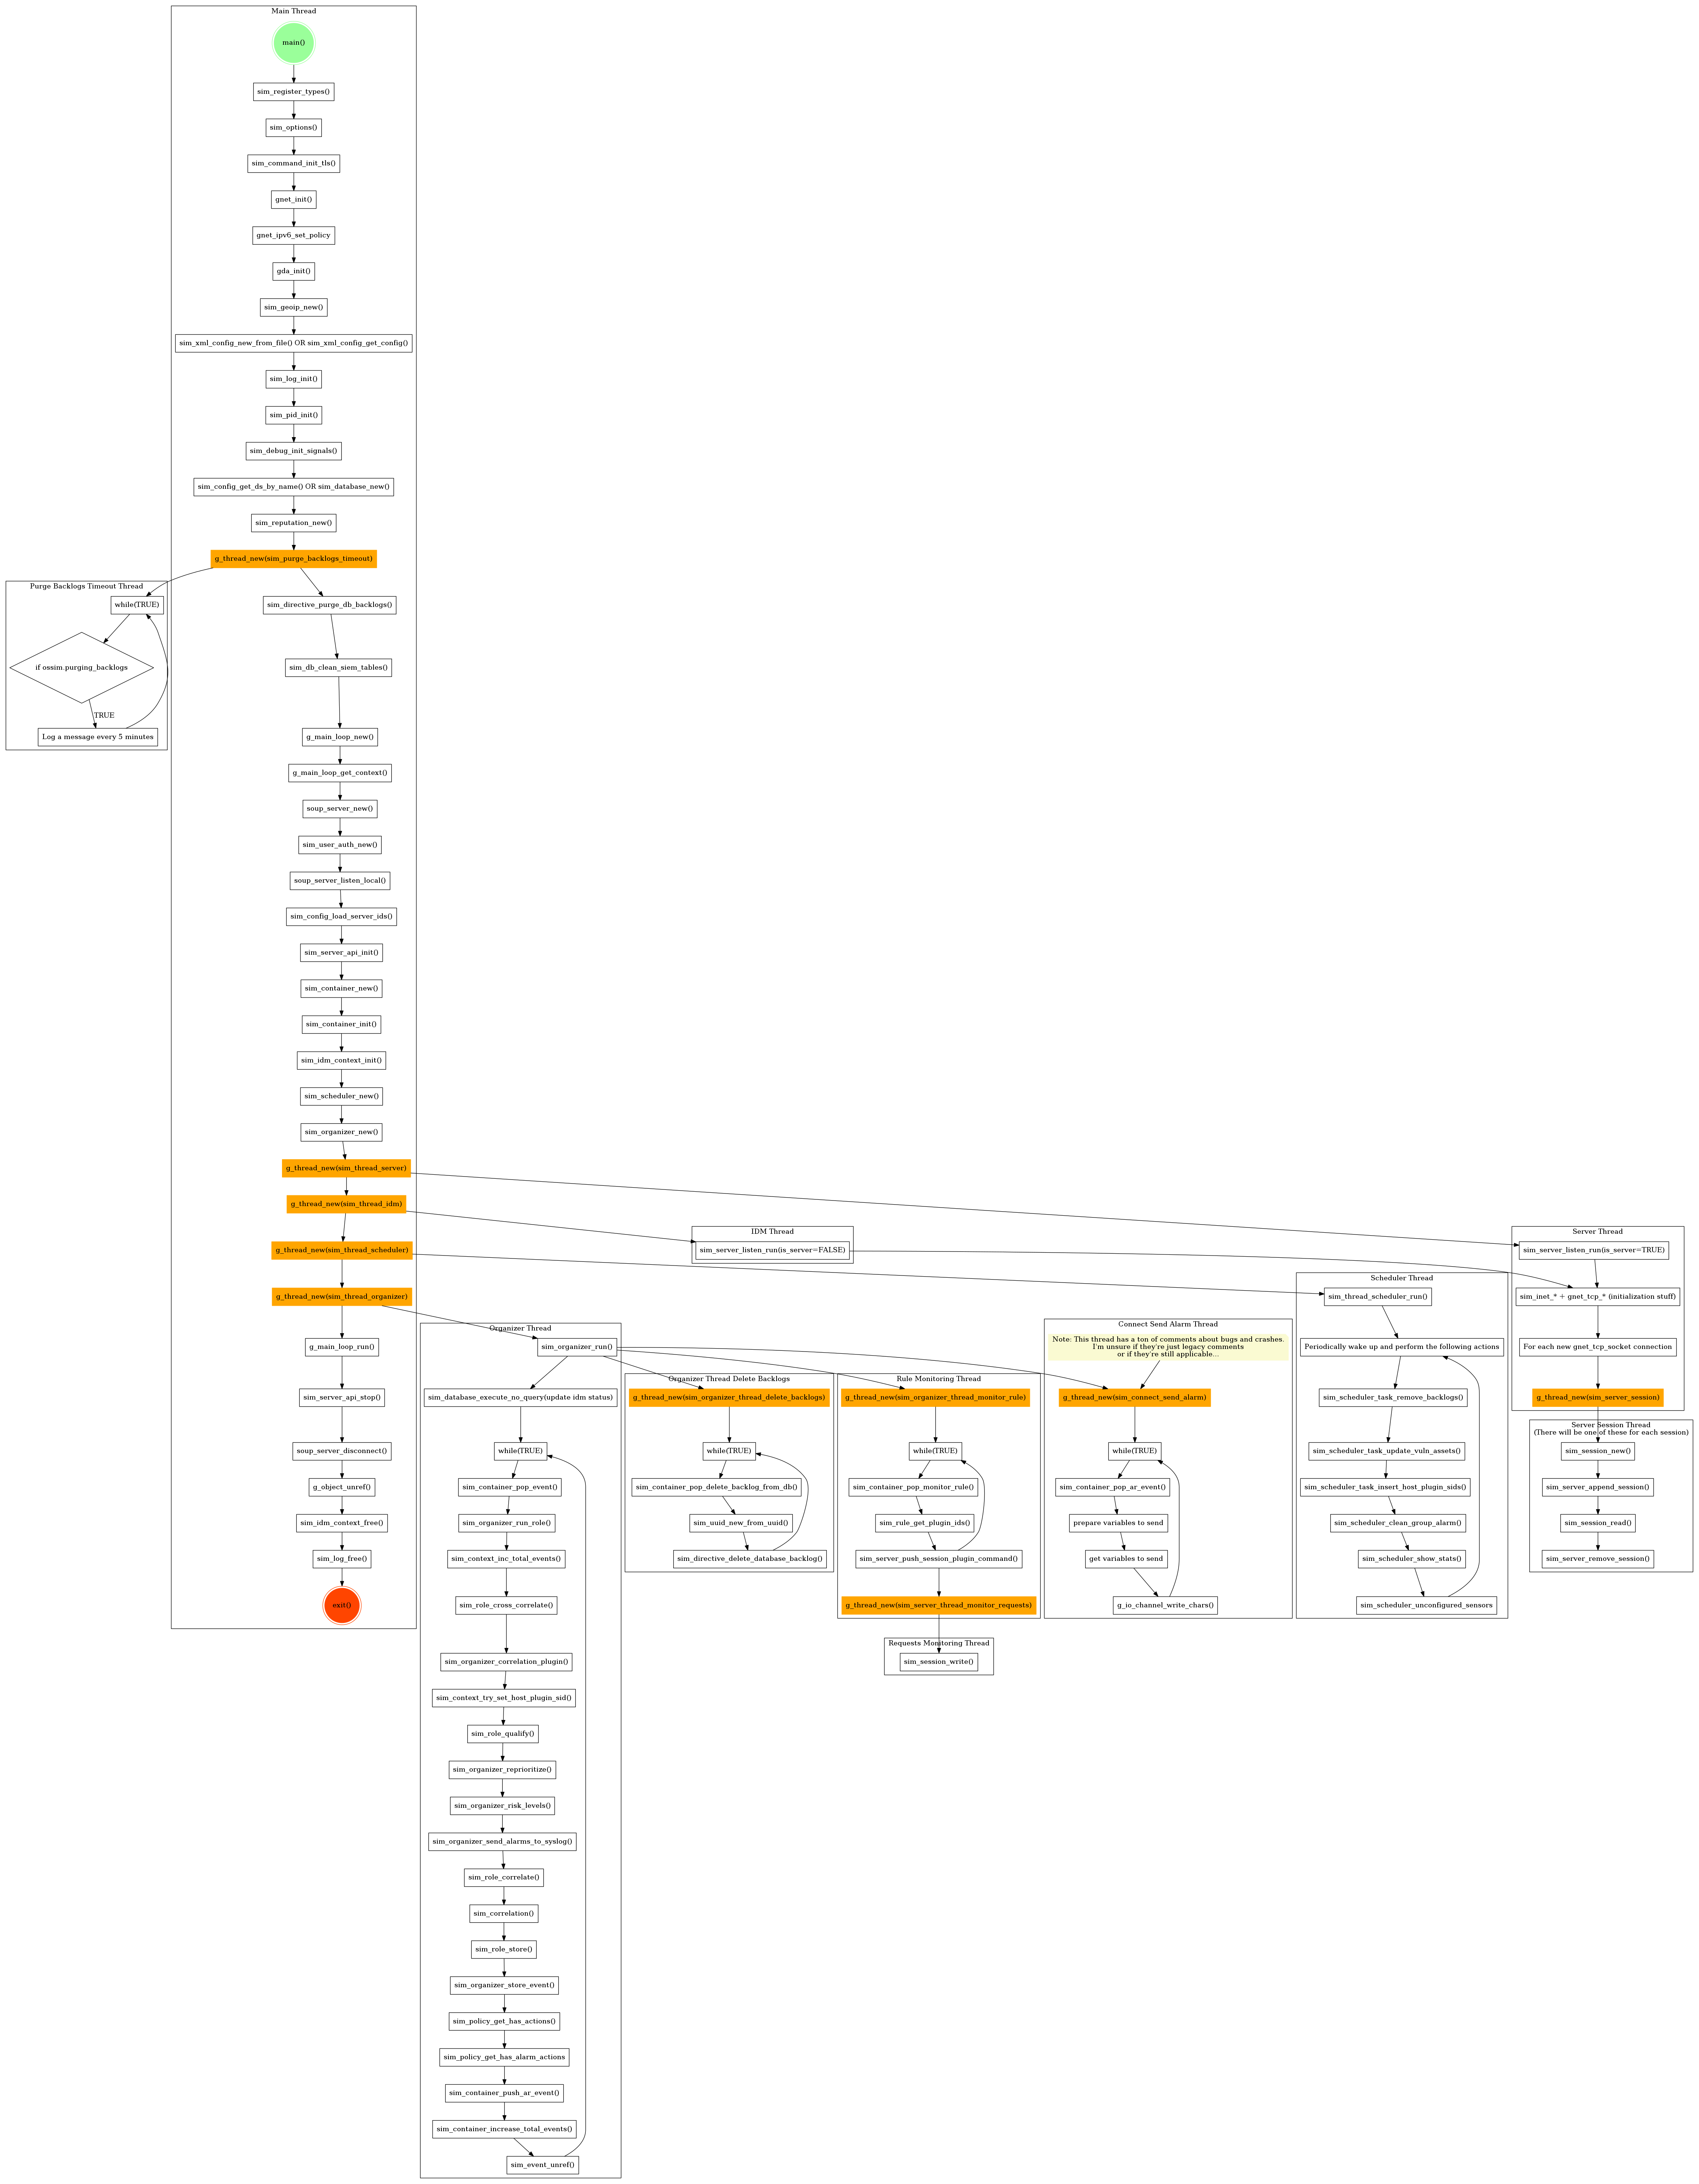 Main Thread
main()
sim_register_types()
sim_options()
sim_command_init_tls()
gnet_init()
gnet_ipv6_set_policy
gda_init()
sim_geoip_new()
sim_xml_config_new_from_file() OR sim_xml_config_get_config()
sim_log_init()
sim_pid_init()
sim_debug_init_signals()
sim_config_get_ds_by_name() OR sim_database_new()
sim_reputation_new()
g_thread_new(sim_purge_backlogs_timeout)
sim_directive_purge_db_backlogs()
sim_db_clean_siem_tables()
g_main_loop_new()
g_main_loop_get_context()
soup_server_new()
sim_user_auth_new()
soup_server_listen_local()
sim_config_load_server_ids()
sim_server_api_init()
sim_container_new()
sim_container_init()
sim_idm_context_init()
sim_scheduler_new()
sim_organizer_new()
g_thread_new(sim_thread_server)
g_thread_new(sim_thread_idm)
g_thread_new(sim_thread_scheduler)
g_thread_new(sim_thread_organizer)
g_main_loop_run()
sim_server_api_stop()
soup_server_disconnect()
g_object_unref()
sim_idm_context_free()
sim_log_free()
exit()
Purge Backlogs Timeout Thread
while(TRUE)
if ossim.purging_backlogs
TRUE
Log a message every 5 minutes
Organizer Thread
sim_organizer_run()
sim_database_execute_no_query(update idm status)
while(TRUE)
sim_container_pop_event()
sim_organizer_run_role()
sim_context_inc_total_events()
sim_role_cross_correlate()
sim_organizer_correlation_plugin()
sim_context_try_set_host_plugin_sid()
sim_role_qualify()
sim_organizer_reprioritize()
sim_organizer_risk_levels()
sim_organizer_send_alarms_to_syslog()
sim_role_correlate()
sim_correlation()
sim_role_store()
sim_organizer_store_event()
sim_policy_get_has_actions()
sim_policy_get_has_alarm_actions
sim_container_push_ar_event()
sim_container_increase_total_events()
sim_event_unref()
Organizer Thread Delete Backlogs
g_thread_new(sim_organizer_thread_delete_backlogs)
while(TRUE)
sim_container_pop_delete_backlog_from_db()
sim_uuid_new_from_uuid()
sim_directive_delete_database_backlog()
IDM Thread
sim_server_listen_run(is_server=FALSE)
Rule Monitoring Thread
g_thread_new(sim_organizer_thread_monitor_rule)
while(TRUE)
sim_container_pop_monitor_rule()
sim_rule_get_plugin_ids()
sim_server_push_session_plugin_command()
g_thread_new(sim_server_thread_monitor_requests)
Requests Monitoring Thread
sim_session_write()
Connect Send Alarm Thread
Note: This thread has a ton of comments about bugs and crashes.
I'm unsure if they're just legacy comments
or if they're still applicable...
g_thread_new(sim_connect_send_alarm)
while(TRUE)
sim_container_pop_ar_event()
prepare variables to send
get variables to send
g_io_channel_write_chars()
Scheduler Thread
sim_thread_scheduler_run()
Periodically wake up and perform the following actions
sim_scheduler_task_remove_backlogs()
sim_scheduler_task_update_vuln_assets()
sim_scheduler_task_insert_host_plugin_sids()
sim_scheduler_clean_group_alarm()
sim_scheduler_show_stats()
sim_scheduler_unconfigured_sensors
Server Thread
sim_server_listen_run(is_server=TRUE)
sim_inet_* + gnet_tcp_* (initialization stuff)
For each new gnet_tcp_socket connection
g_thread_new(sim_server_session)
Server Session Thread
(There will be one of these for each session)
sim_session_new()
sim_server_append_session()
sim_session_read()
sim_server_remove_session()